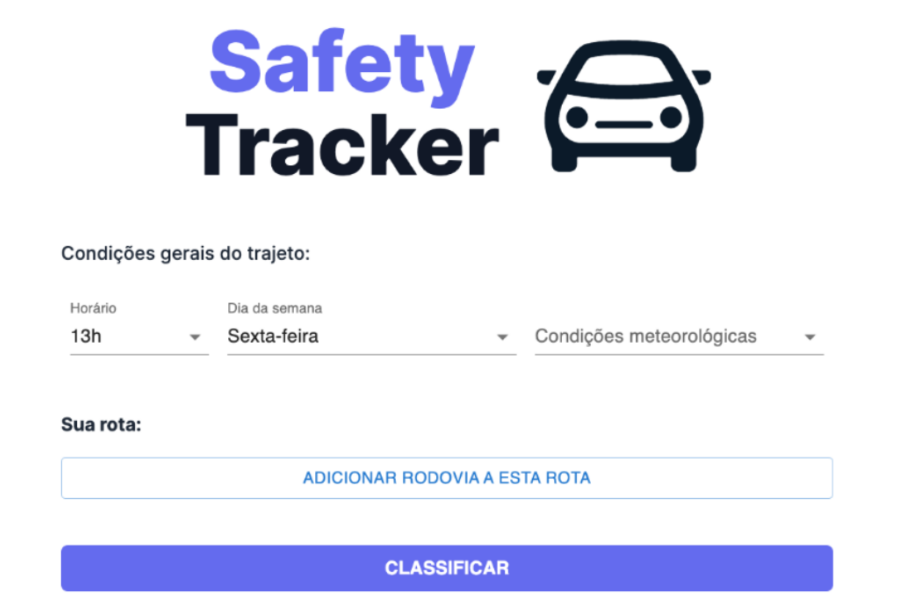 Safety
Tracker
Condições gerais do trajeto:
Horário
13h
Dia da semana
Sexta-feira
Condições meteorológicas
Sua rota:
ADICIONAR RODOVIA A ESTA ROTA
CLASSIFICAR